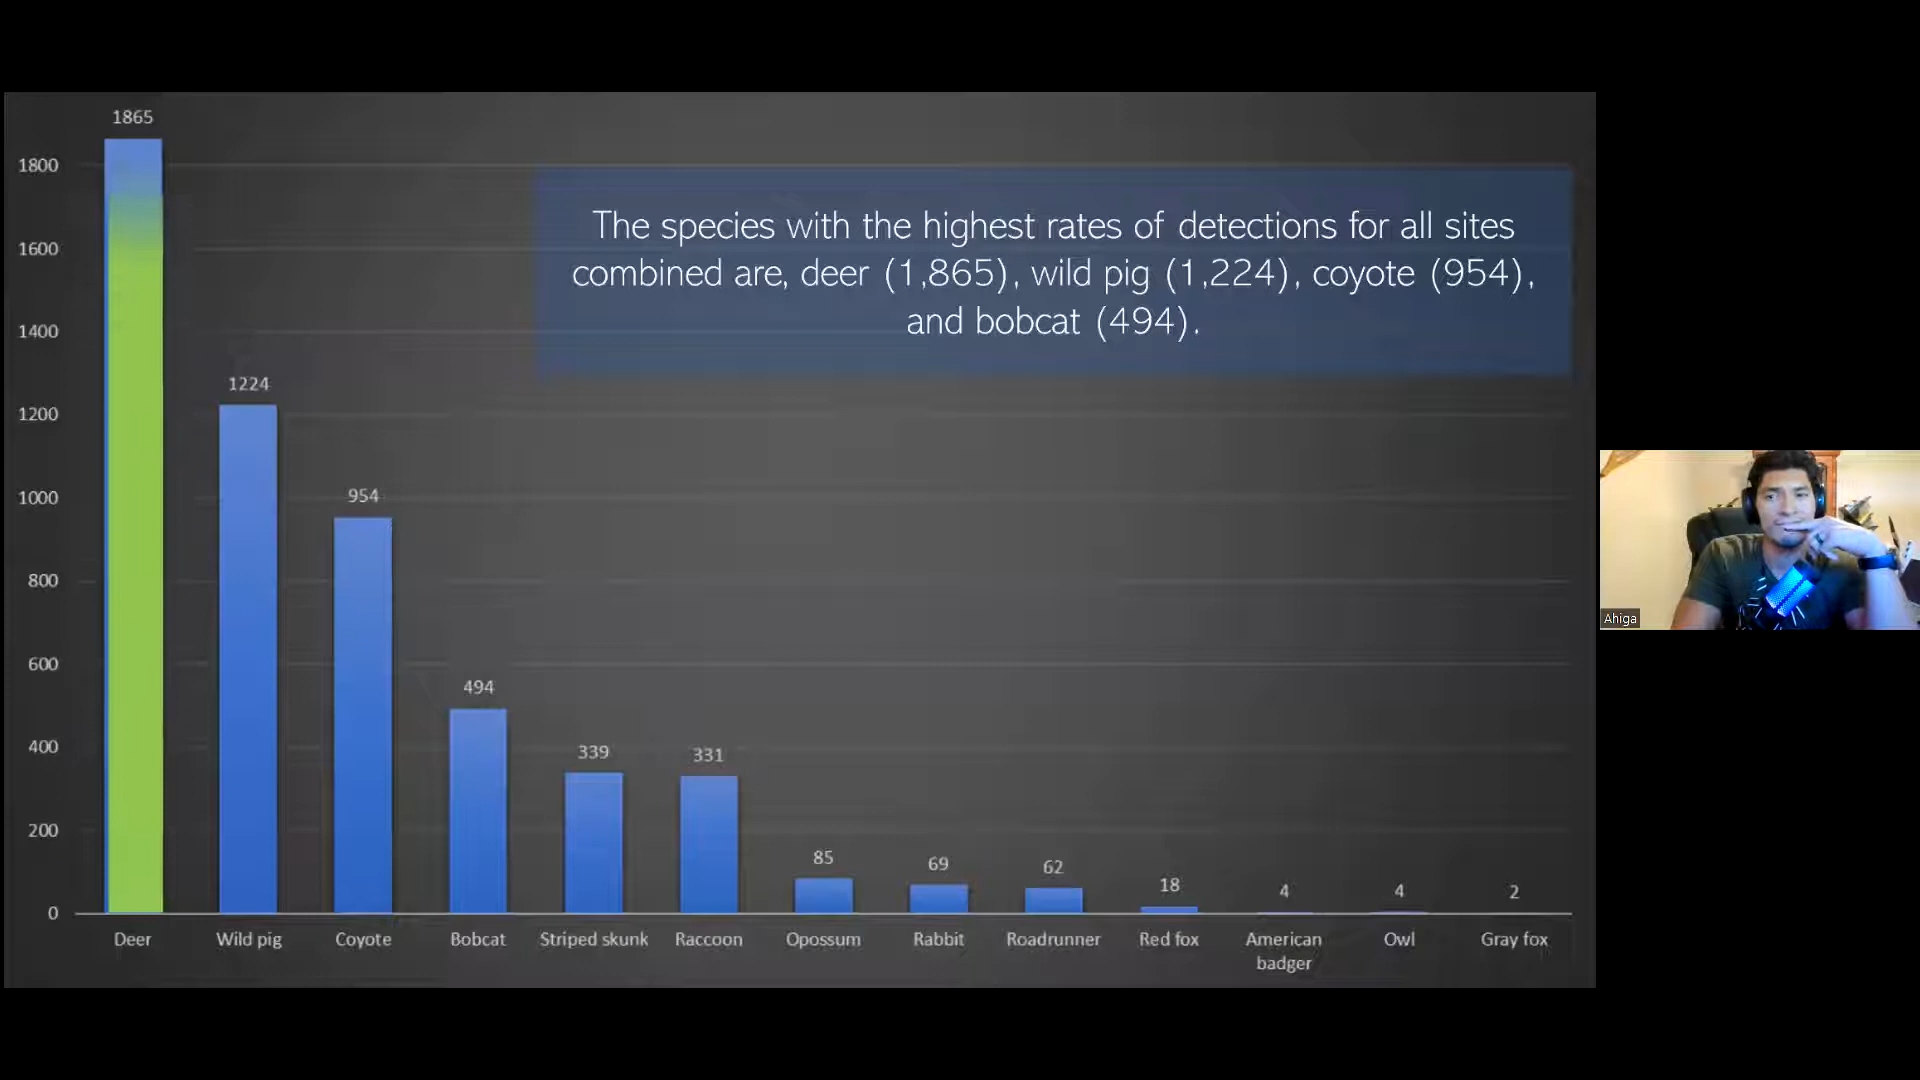 1865
1800
The species with the highest rates of detections for all sites
combined are, deer (1,865), wild pig (1,224), coyote (954),
and bobcat (494).
1600
1400
1224
1200
1000
954
800
600
494
400
339
331
200
85
69
62
18
4
4
2
0
Deer
Wild pig
Coyote
Bobcat
Striped skunk
Raccoon
Opossum
Rabbit
Roadrunner
Red fox
American
badger
Owl
Gray fox
Ahiga